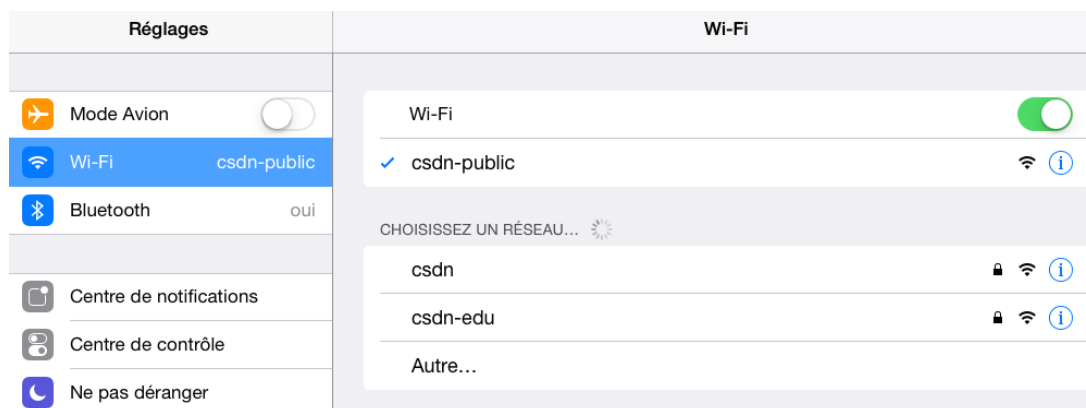 Réglages
Mode Avion
Wi-Fi csdn-public
Bluetooth oui
Centre de notifications
Centre de contrôle
Ne pas déranger
Wi-Fi
Wi-Fi
csdn-public
CHOISISSEZ UN RÉSEAU...
csdn
csdn-edu
Autre...